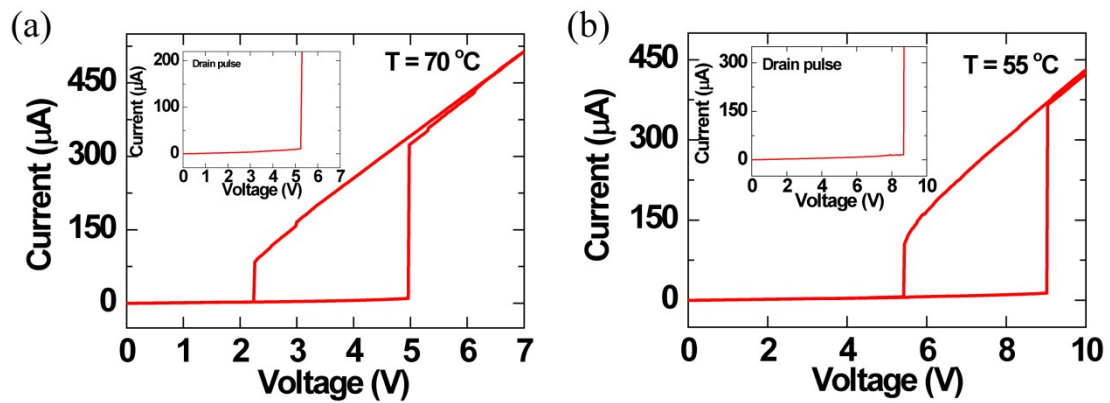 (a)
T = 70 °C
Current (μA)
450
300
150
0
0 1 2 3 4 5 6 7
Voltage (V)
Drain pulse
Current (μA)
200
100
0
0 1 2 3 4 5 6 7
Voltage (V)
(b)
T = 55 °C
Current (μA)
450
300
150
0
0 2 4 6 8 10
Voltage (V)
Drain pulse
Current (μA)
300
150
0
0 2 4 6 8 10
Voltage (V)